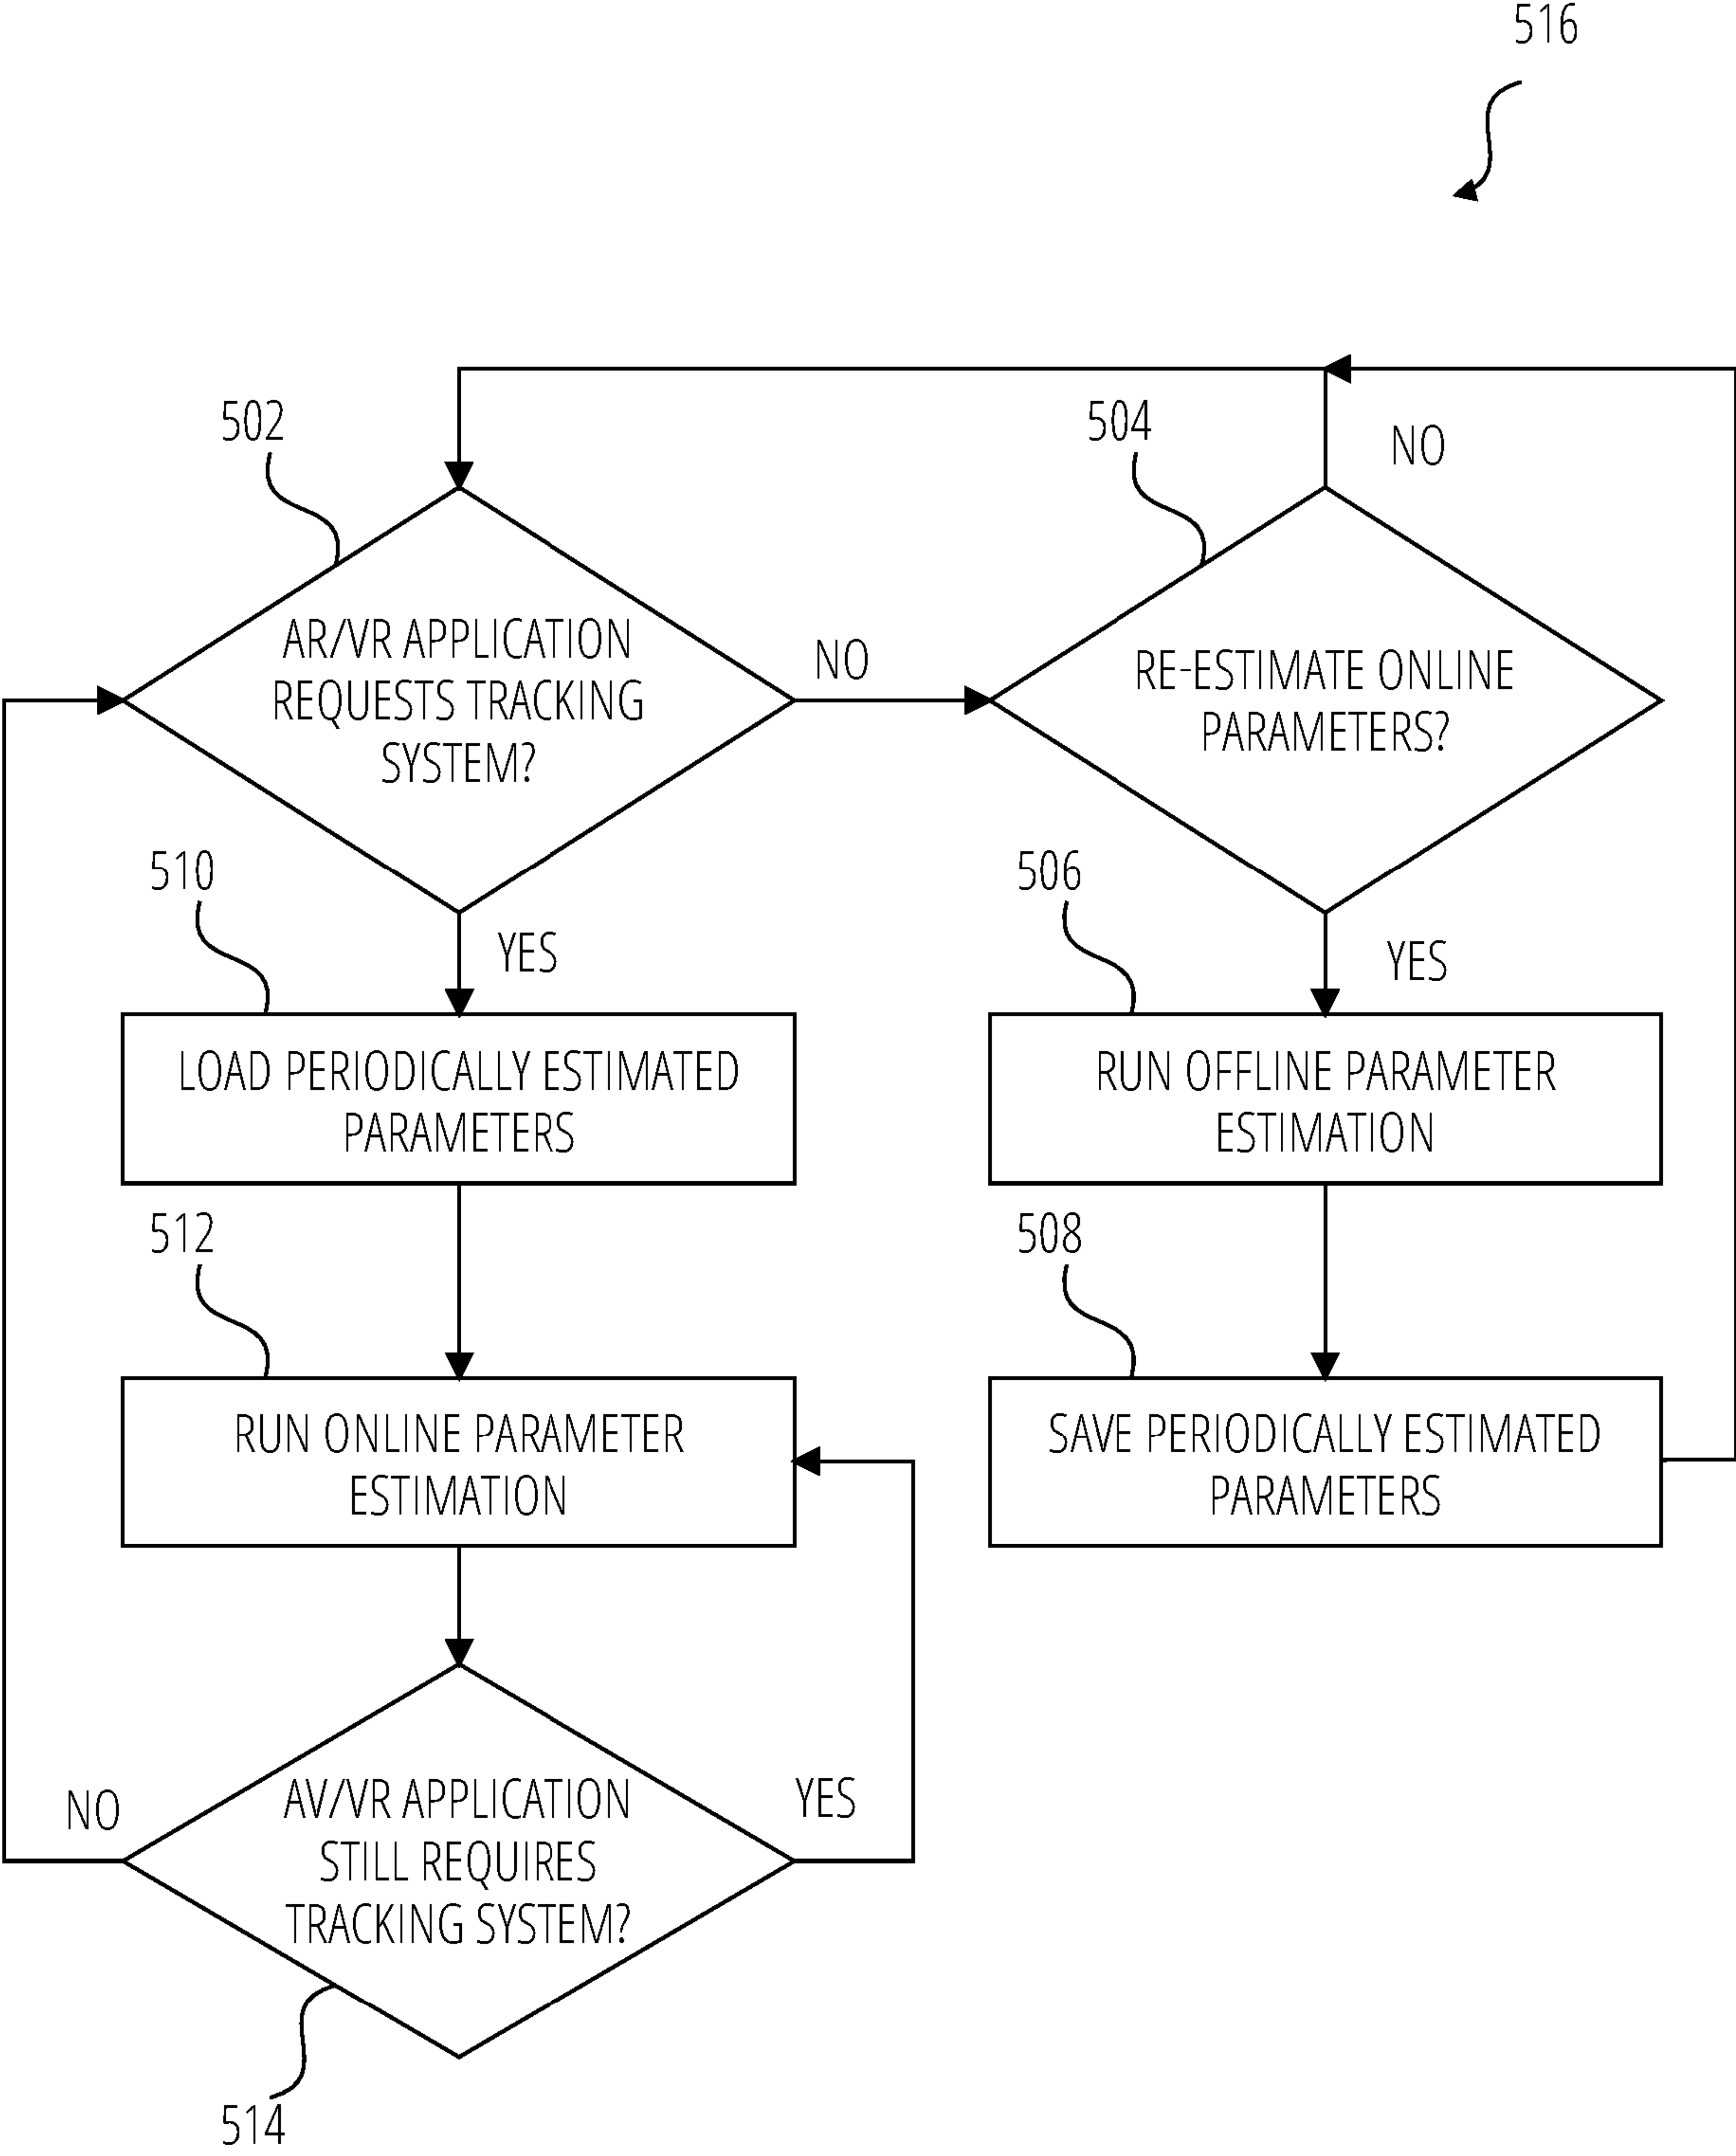 516
502
504
NO
AR/VR APPLICATION
REQUESTS TRACKING
SYSTEM?
NO
RE-ESTIMATE ONLINE
PARAMETERS?
510
506
YES
YES
LOAD PERIODICALLY ESTIMATED
PARAMETERS
RUN OFFLINE PARAMETER
ESTIMATION
512
508
RUN ONLINE PARAMETER
ESTIMATION
SAVE PERIODICALLY ESTIMATED
PARAMETERS
NO
AV/VR APPLICATION
STILL REQUIRES
TRACKING SYSTEM?
YES
514